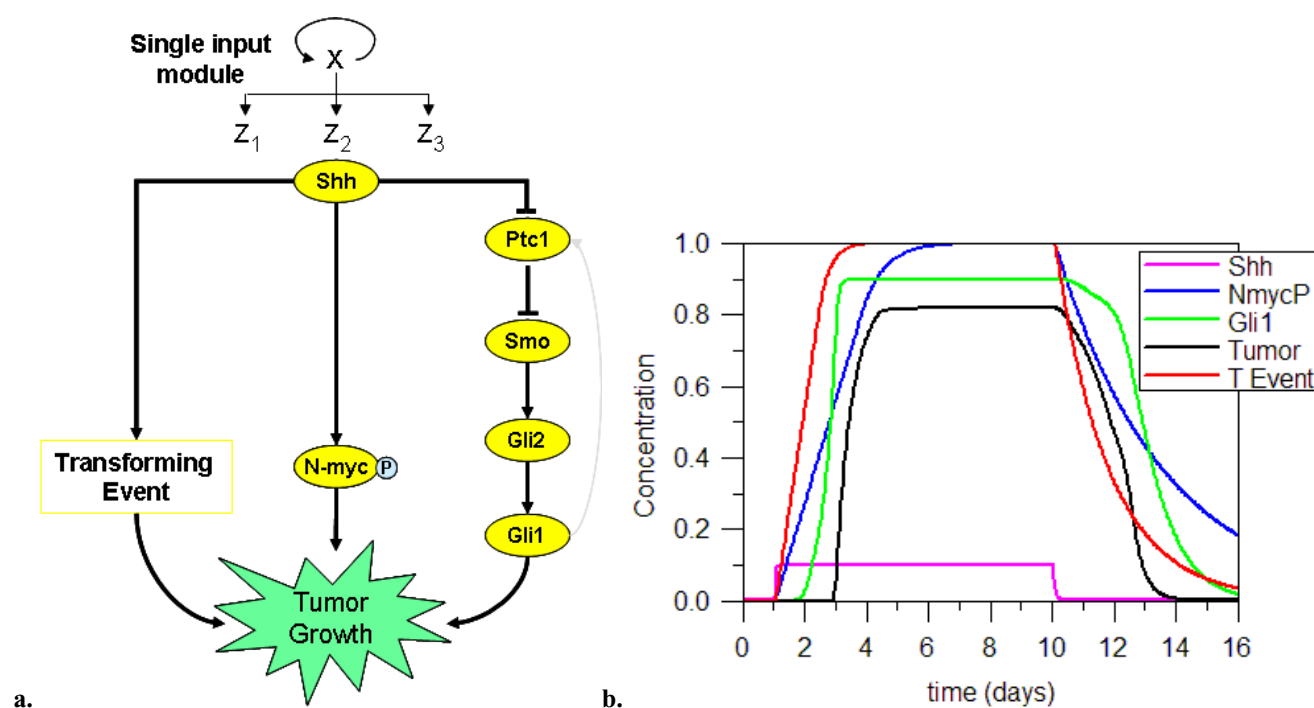 Single input
module
X
Z1 Z2 Z3
Shh
Ptc1
Smo
Gli2
Gli1
Transforming
Event
N-myc P
Tumor
Growth
a.
1.0
0.8
0.6
0.4
0.2
0.0
Concentration
0 2 4 6 8 10 12 14 16
time (days)
Shh
NmycP
Gli1
Tumor
T Event
b.